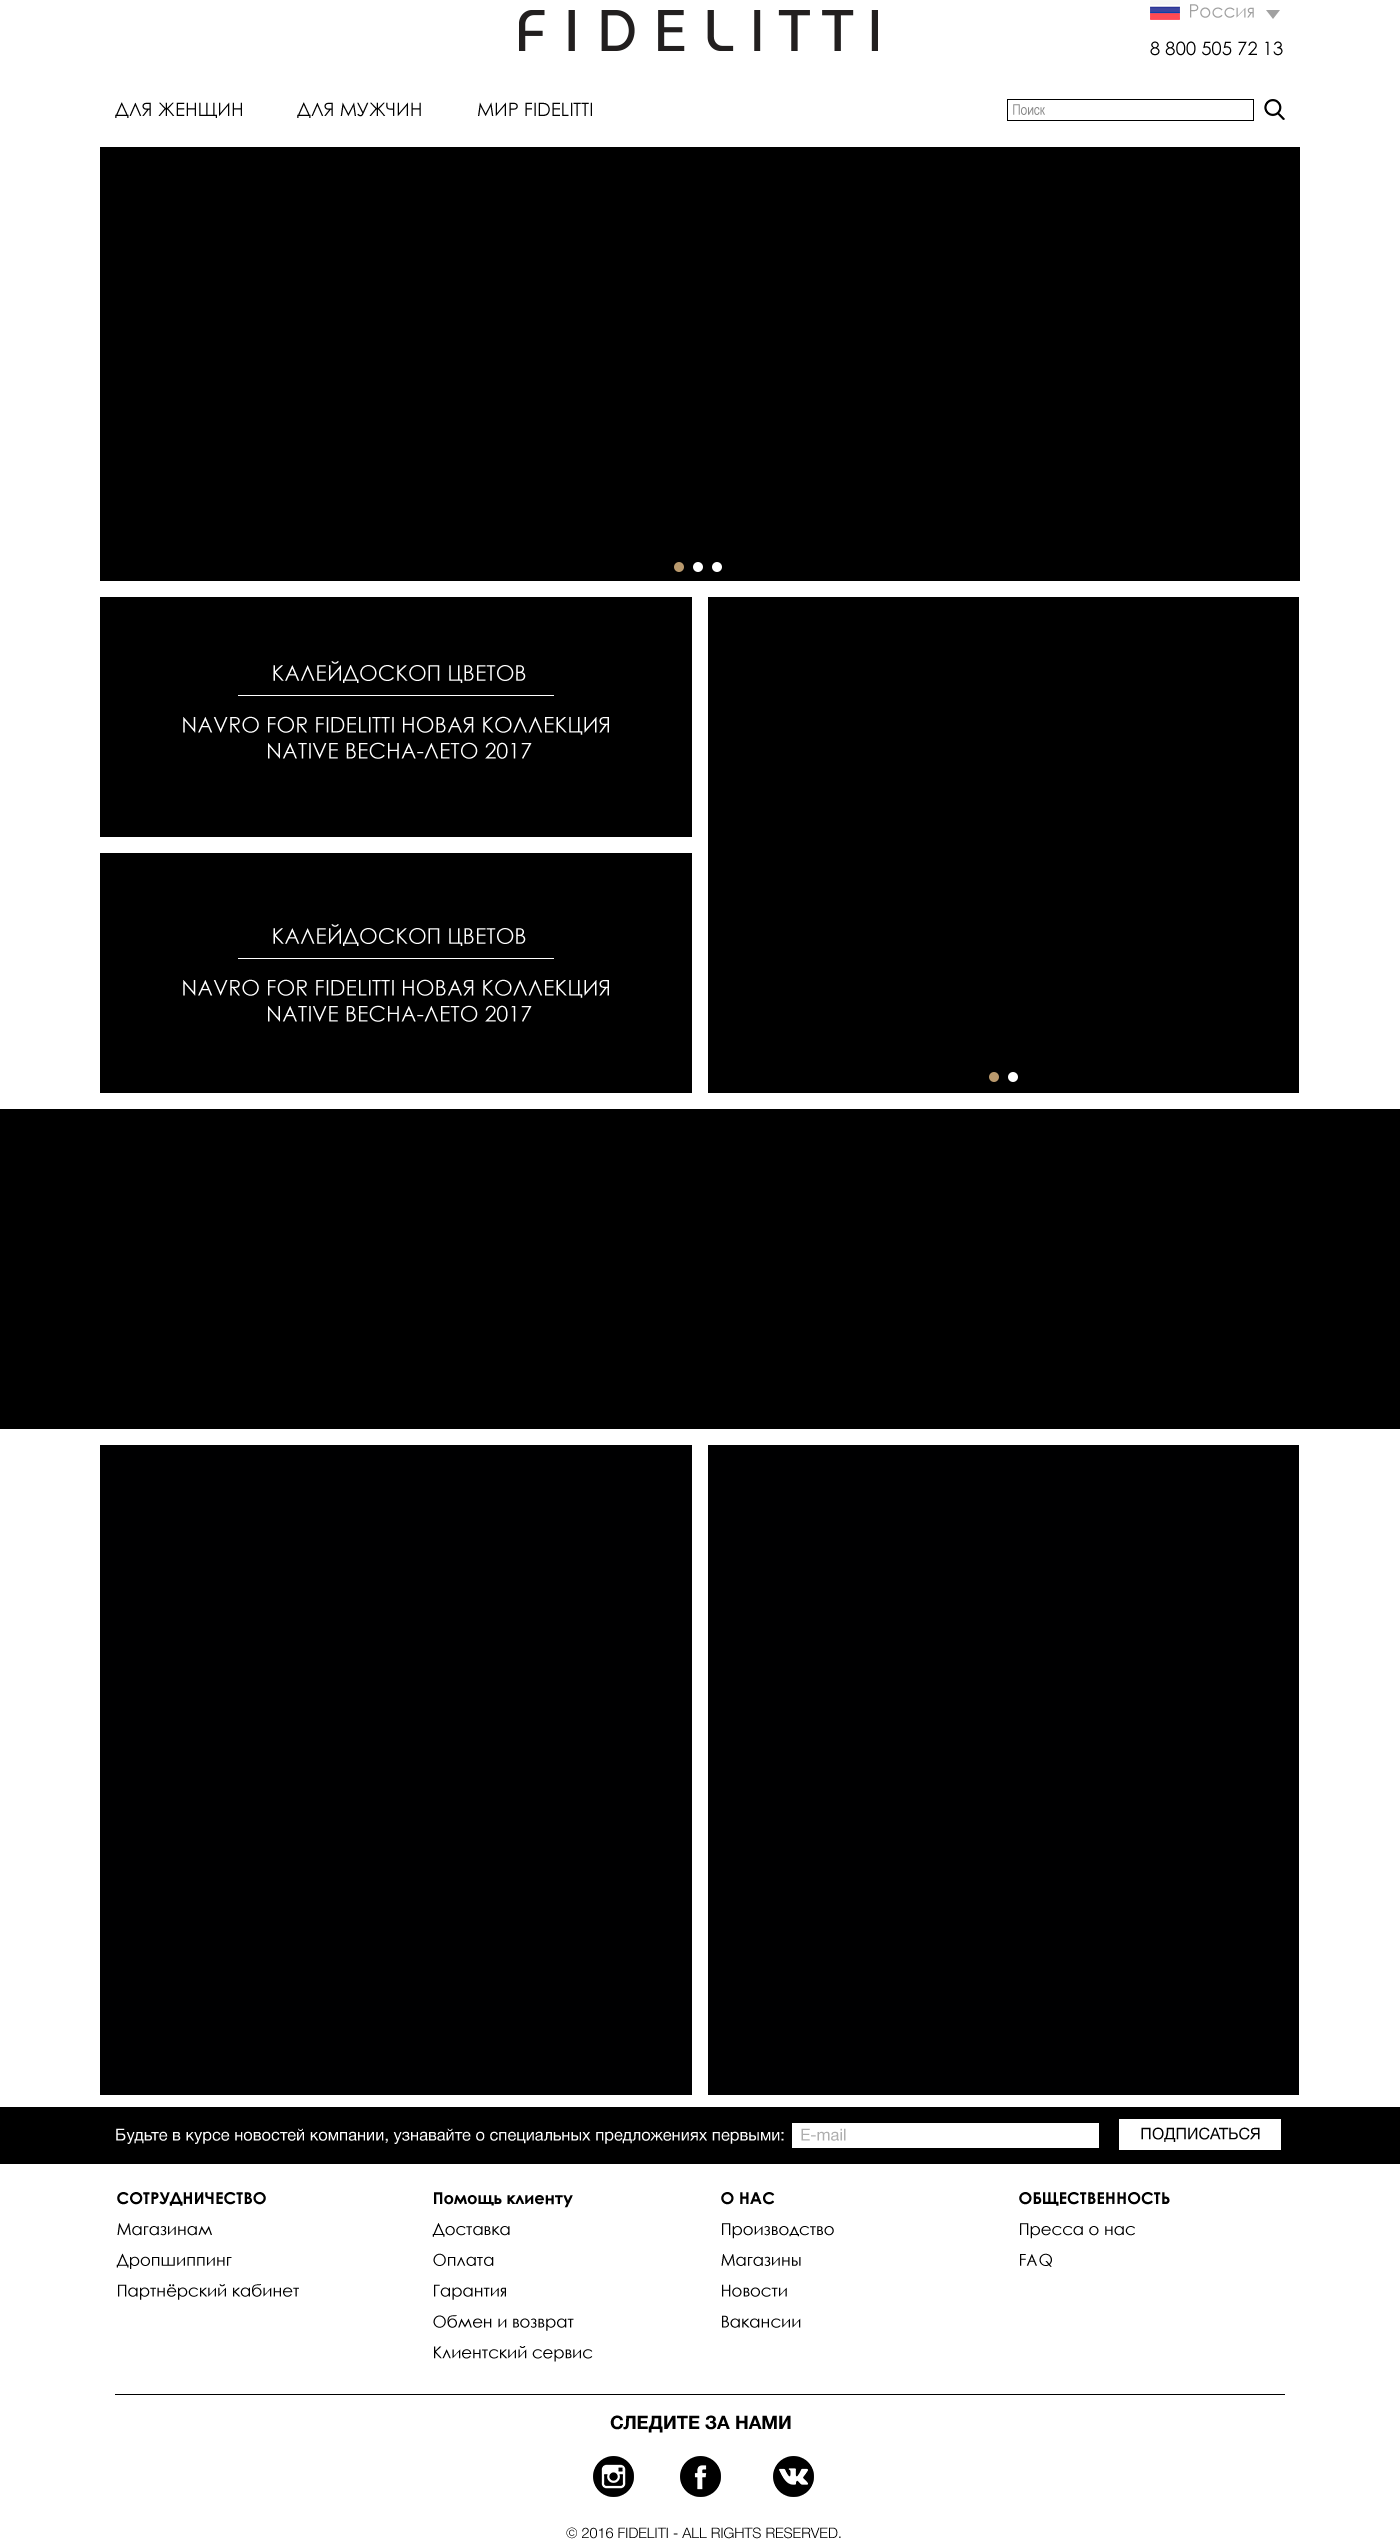 FIDELITTI
Россия
8 800 505 72 13
ДЛЯ ЖЕНЩИН
ДЛЯ МУЖЧИН
МИР FIDELITTI
Поиск
КАЛЕЙДОСКОП ЦВЕТОВ
NAVRO FOR FIDELITTI НОВАЯ КОЛЛЕКЦИЯ
NATIVE ВЕСНА-ЛЕТО 2017
КАЛЕЙДОСКОП ЦВЕТОВ
NAVRO FOR FIDELITTI НОВАЯ КОЛЛЕКЦИЯ
NATIVE ВЕСНА-ЛЕТО 2017
Будьте в курсе новостей компании, узнавайте о специальных предложениях первыми:
E-mail
ПОДПИСАТЬСЯ
СОТРУДНИЧЕСТВО
Магазинам
Дропшиппинг
Партнёрский кабинет
Помощь клиенту
Доставка
Оплата
Гарантия
Обмен и возврат
Клиентский сервис
О НАС
Производство
Магазины
Новости
Вакансии
ОБЩЕСТВЕННОСТЬ
Пресса о нас
FAQ
СЛЕДИТЕ ЗА НАМИ
© 2016 FIDELITI - ALL RIGHTS RESERVED.